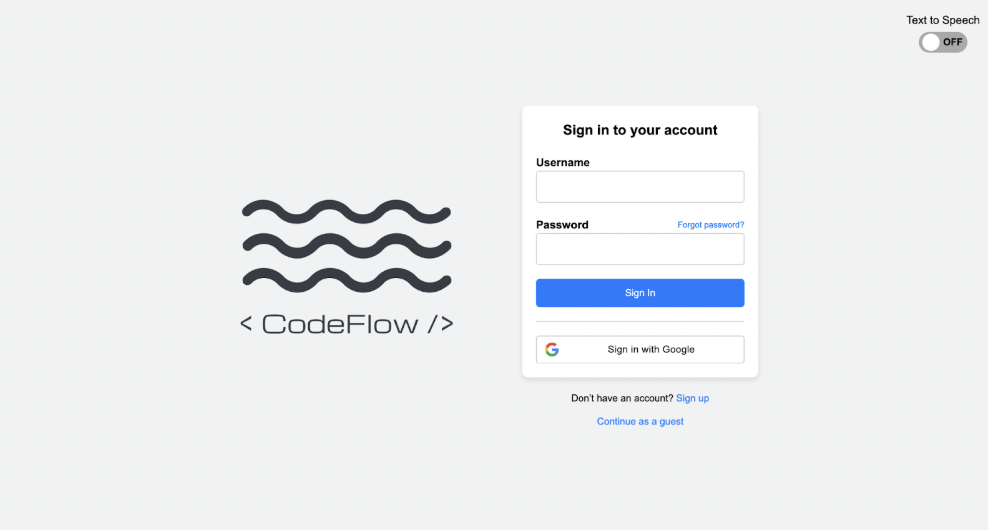 Text to Speech
OFF
Sign in to your account
Username
Password Forgot password?
Sign In
Sign in with Google
Don't have an account? Sign up
Continue as a guest
< CodeFlow />